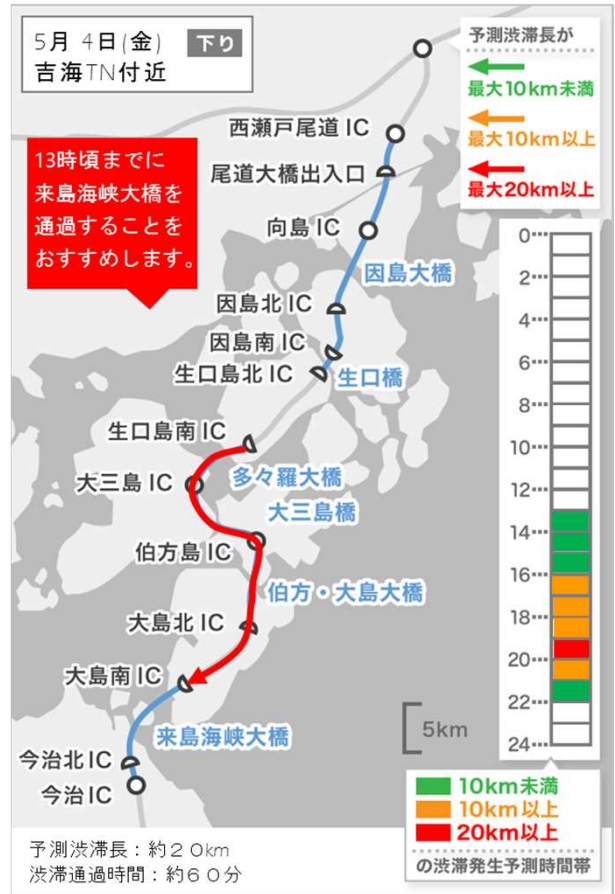 5月 4日(金) 下り
吉海TN付近
13時頃までに
来島海峡大橋を
通過することを
おすすめします。
予測渋滞長が
最大10km未満
最大10km以上
最大20km以上
西瀬戸尾道 IC
尾道大橋出入口
向島 IC
因島大橋
因島北 IC
因島南 IC
生口島北 IC
生口橋
生口島南 IC
多々羅大橋
大三島 IC
大三島橋
伯方島 IC
伯方・大島大橋
大島北 IC
大島南 IC
来島海峡大橋
今治北 IC
今治 IC
5km
0
2
4
6
8
10
12
14
16
18
20
22
24
10km未満
10km以上
20km以上
の渋滞発生予測時間帯
予測渋滞長：約２０km
渋滞通過時間：約６０分